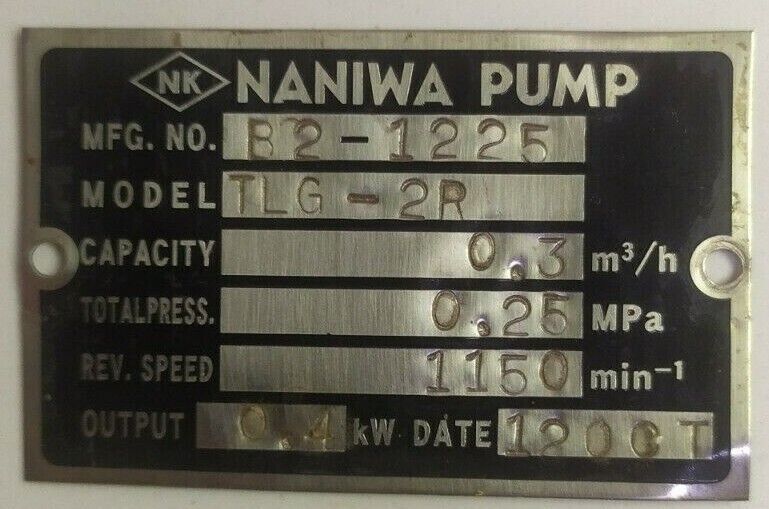 NK NANIWA PUMP
MFG. NO. B2-1225
MODEL TLG-2R
CAPACITY 0.3 m³/h
TOTALPRESS. 0.25 MPa
REV. SPEED 1150 min⁻¹
OUTPUT 0.4 kW DATE 12OCT